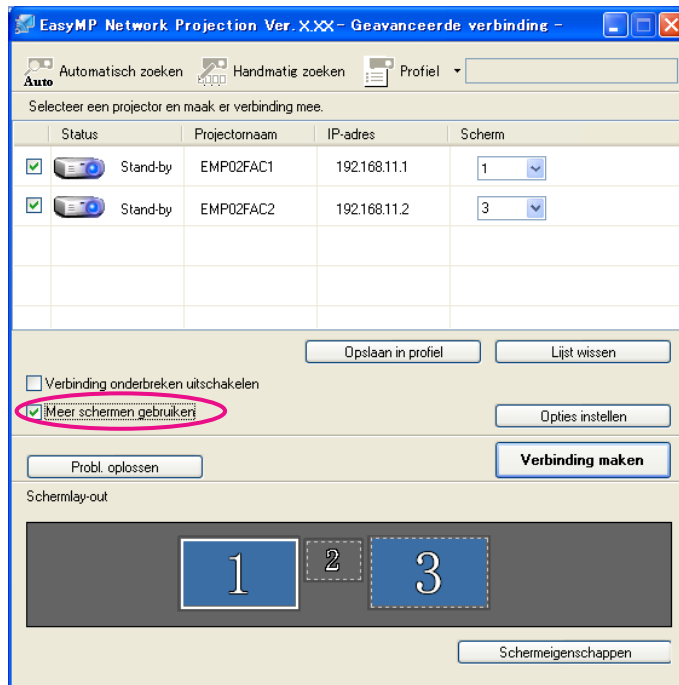 EasyMP Network Projection Ver. X.XX - Geavanceerde verbinding -
Auto Automatisch zoeken Handmatig zoeken Profiel
Selecteer een projector en maak er verbinding mee.
Status Projectornaam IP-adres Scherm
Stand-by EMP02FAC1 192.168.11.1 1
Stand-by EMP02FAC2 192.168.11.2 3
Opslaan in profiel Lijst wissen
Verbinding onderbreken uitschakelen
Meer schermen gebruiken
Opties instellen
Probl. oplossen Verbinding maken
Schermlay-out
1 2 3
Schermeigenschappen